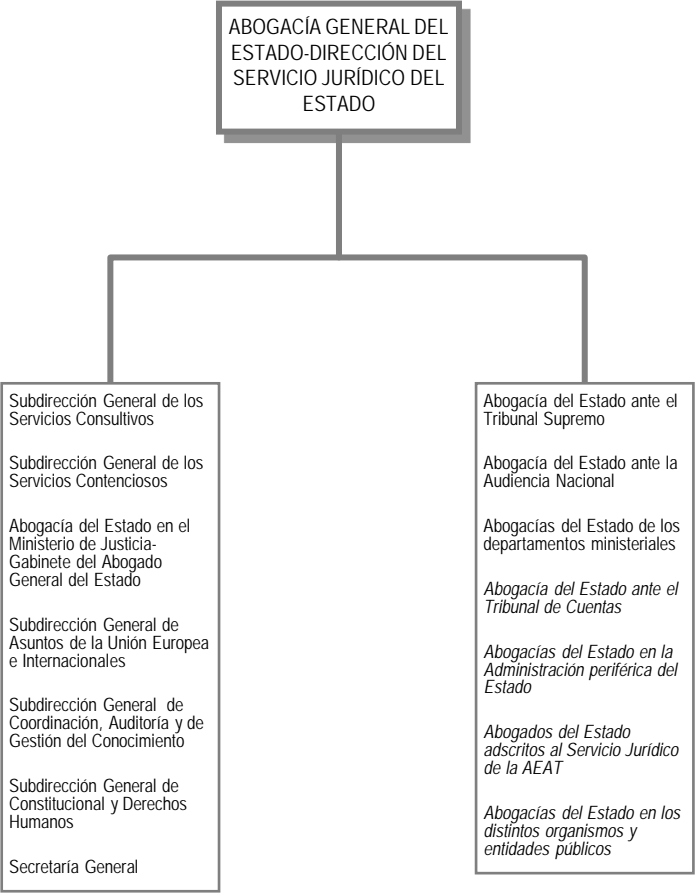 ABOGACÍA GENERAL DEL
ESTADO-DIRECCIÓN DEL
SERVICIO JURÍDICO DEL
ESTADO
Subdirección General de los
Servicios Consultivos
Subdirección General de los
Servicios Contenciosos
Abogacía del Estado en el
Ministerio de Justicia-
Gabinete del Abogado
General del Estado
Subdirección General de
Asuntos de la Unión Europea
e Internacionales
Subdirección General de
Coordinación, Auditoría y de
Gestión del Conocimiento
Subdirección General de
Constitucional y Derechos
Humanos
Secretaría General
Abogacía del Estado ante el
Tribunal Supremo
Abogacía del Estado ante la
Audiencia Nacional
Abogacías del Estado de los
departamentos ministeriales
Abogacía del Estado ante el
Tribunal de Cuentas
Abogacías del Estado en la
Administración periférica del
Estado
Abogados del Estado
adscritos al Servicio Jurídico
de la AEAT
Abogacías del Estado en los
distintos organismos y
entidades públicos